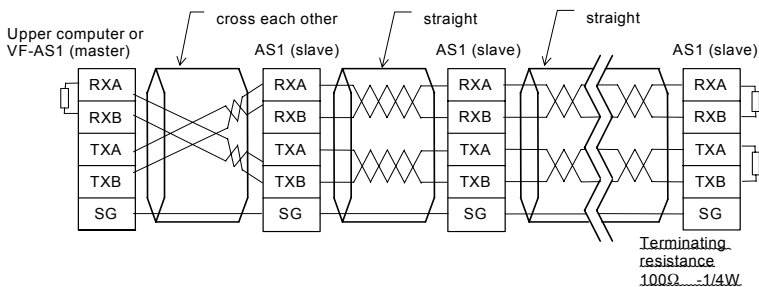 cross each other
straight
straight
Upper computer or
VF-AS1 (master)
AS1 (slave)
AS1 (slave)
AS1 (slave)
RXA
RXB
TXA
TXB
SG
RXA
RXB
TXA
TXB
SG
RXA
RXB
TXA
TXB
SG
RXA
RXB
TXA
TXB
SG
Terminating
resistance
100Ω -1/4W